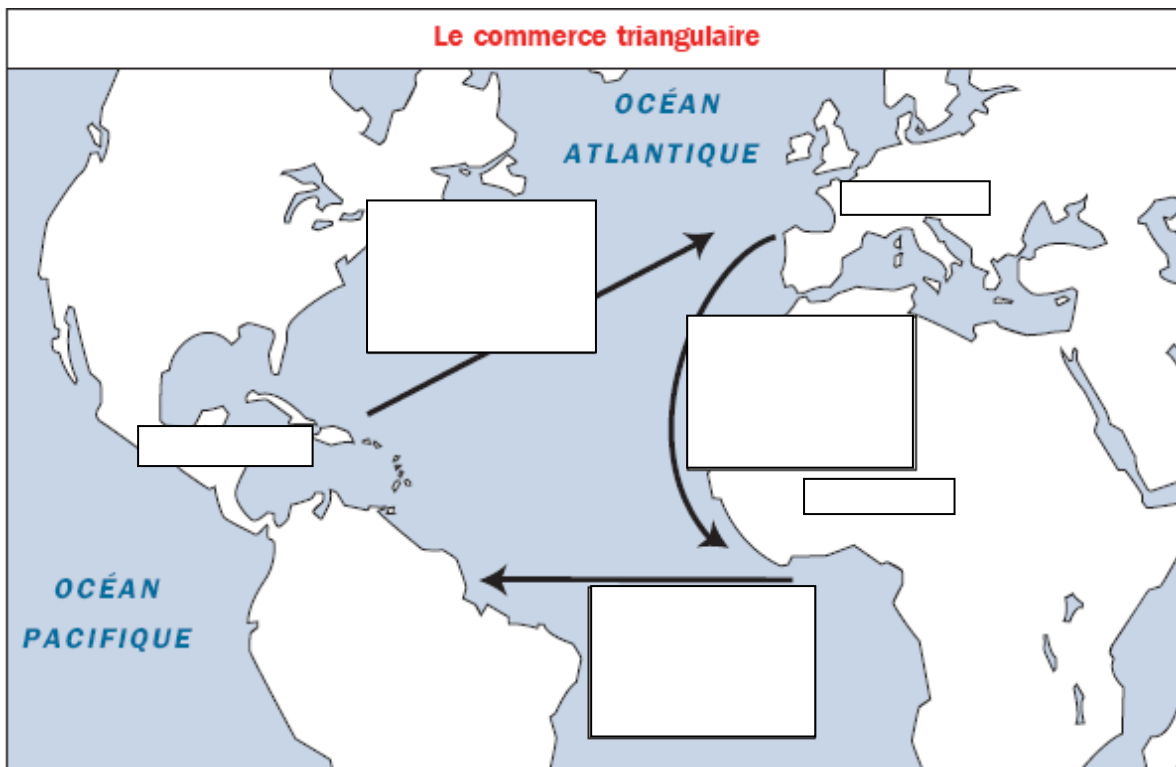 Le commerce triangulaire
OCÉAN
ATLANTIQUE
OCÉAN
PACIFIQUE